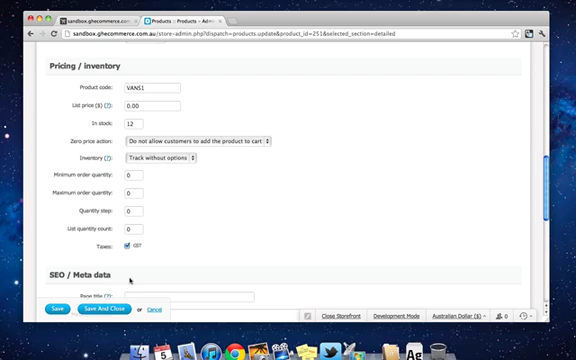 sandbox.ghecommerce.com.au
Products :: Products - Adm
sandbox.ghecommerce.com.au/store-admin.php?dispatch=products.update&product_id=251&selected_section=detailed
Pricing / inventory
Product code: VANS1
List price ($) (?): 0.00
In stock: 12
Zero price action: Do not allow customers to add the product to cart
Inventory (?): Track without options
Minimum order quantity: 0
Maximum order quantity: 0
Quantity step: 0
List quantity count: 0
Taxes: GST
SEO / Meta data
Page title (?):
Save Save And Close or Cancel
Close Storefront Development Mode Australian Dollar ($) 0
5 Ag